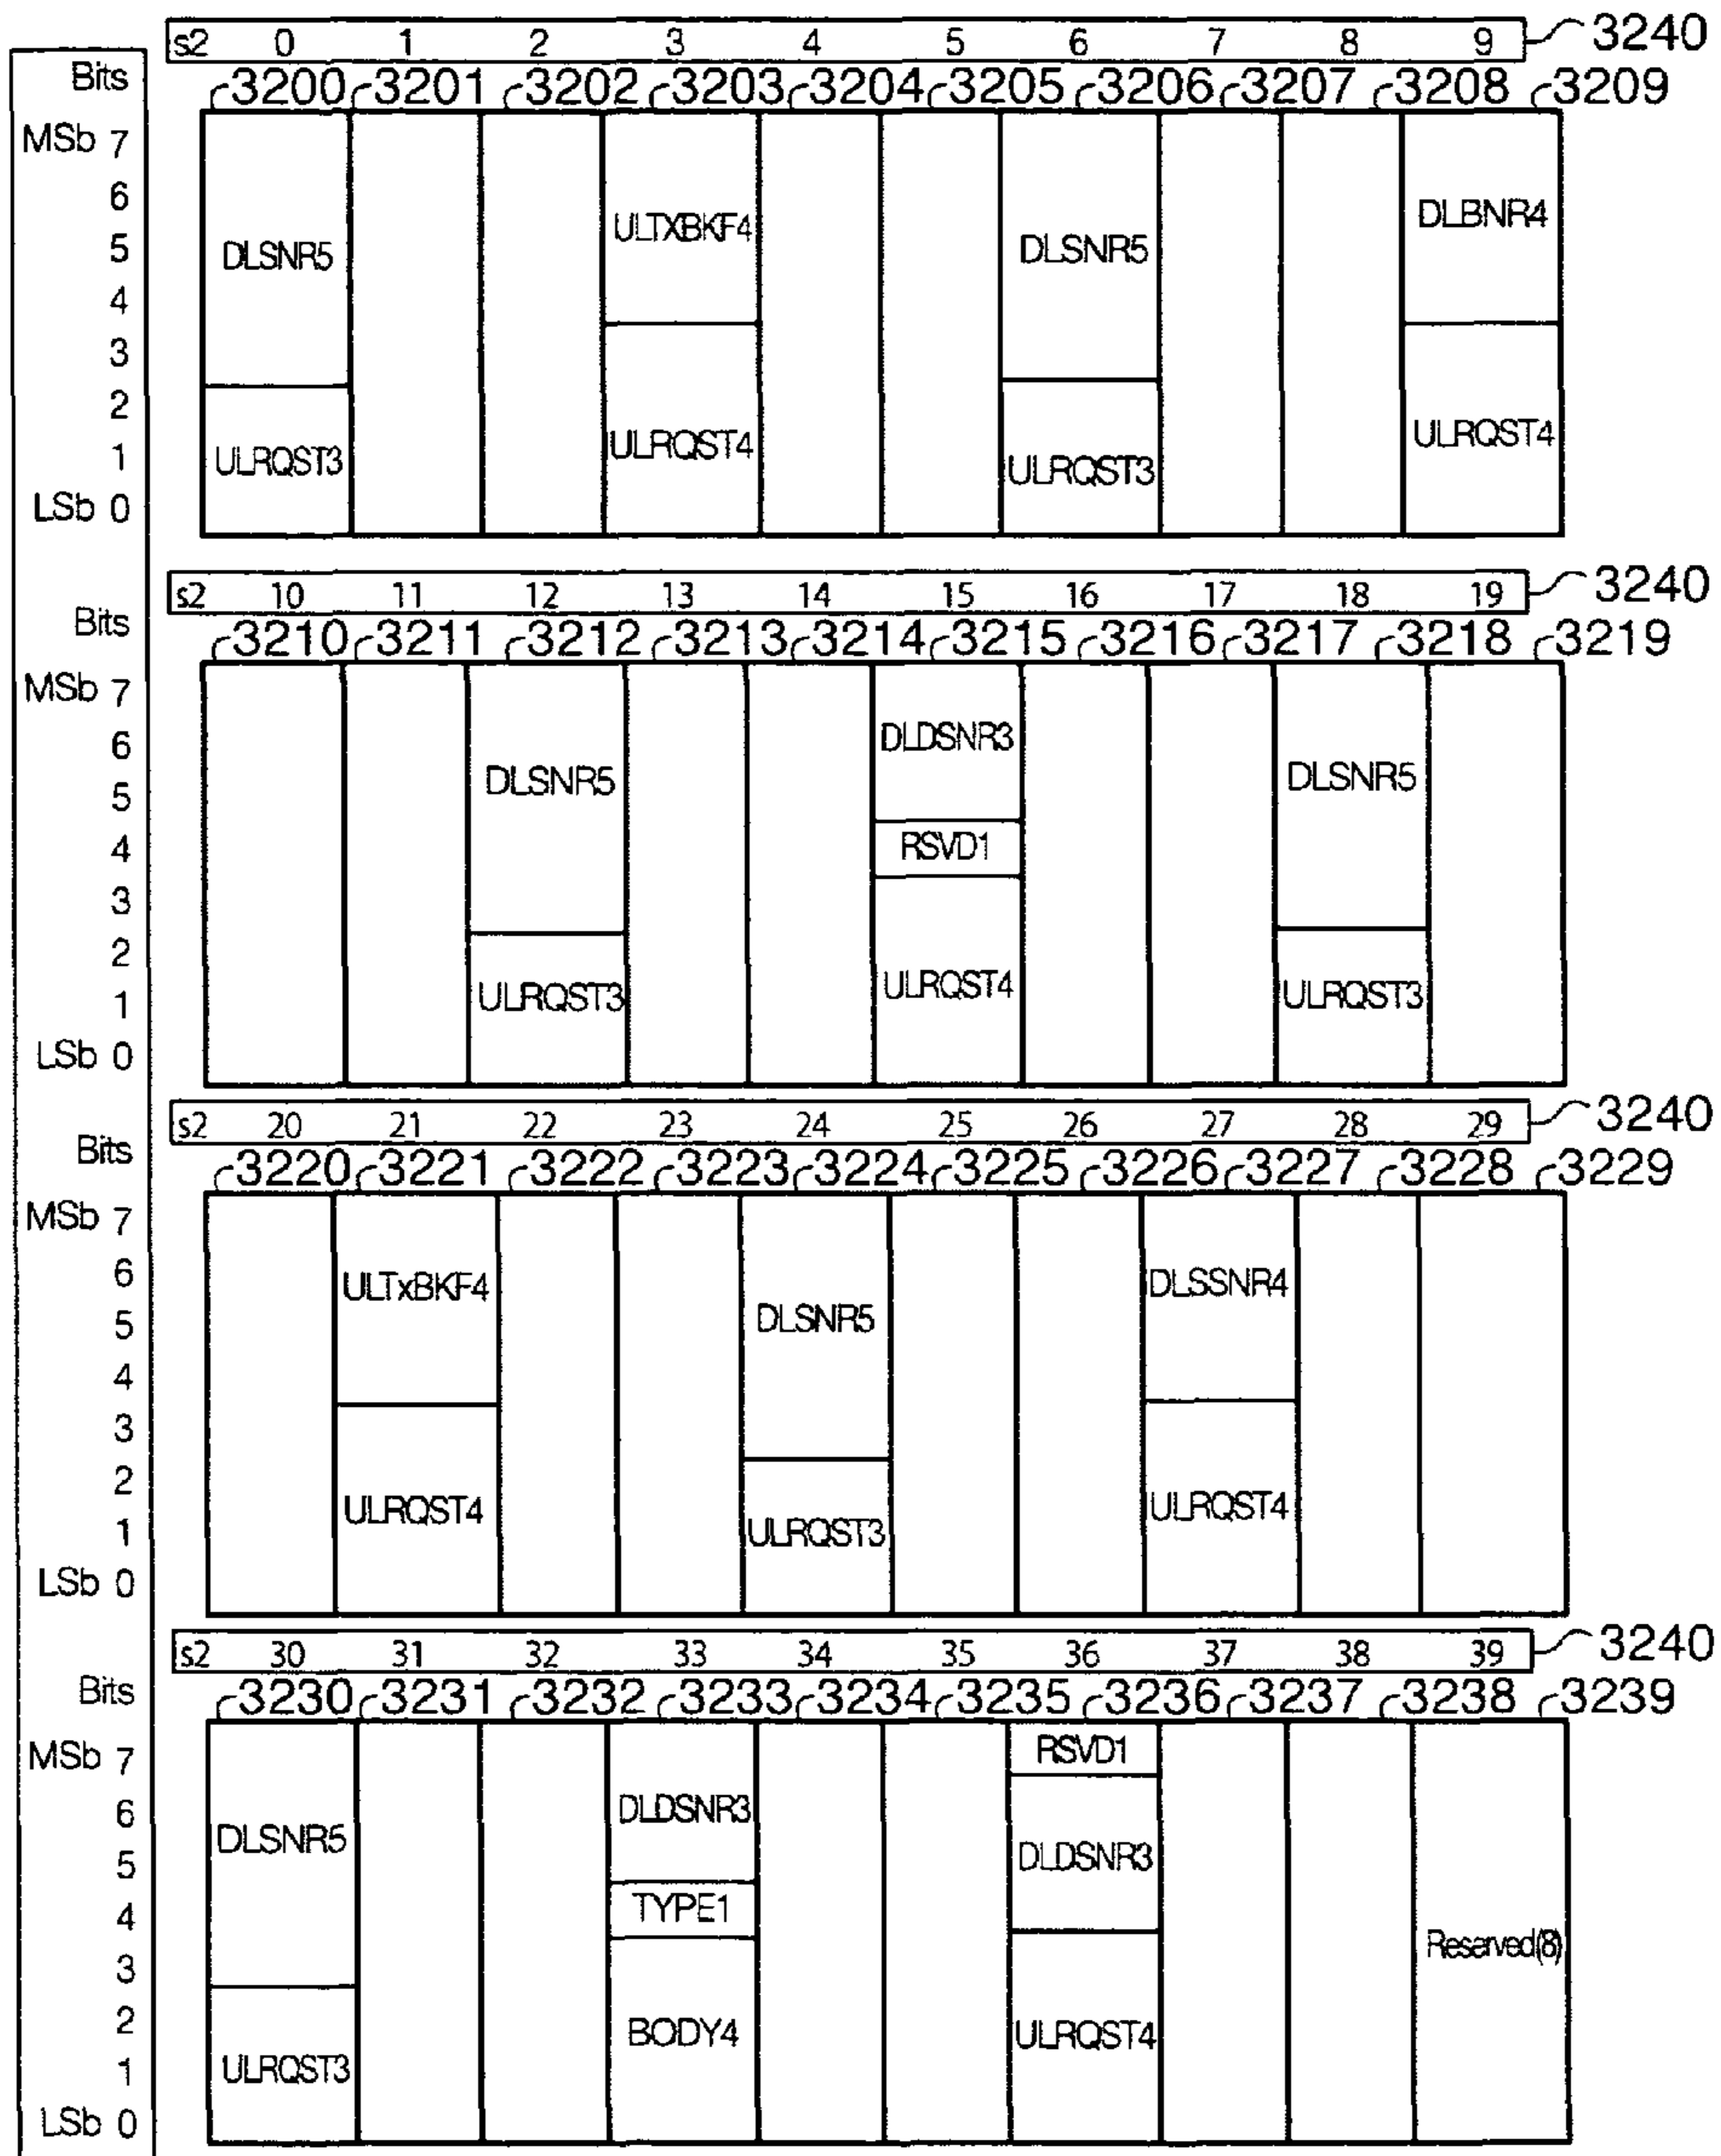 s2 0 1 2 3 4 5 6 7 8 9 3240
Bits 3200 3201 3202 3203 3204 3205 3206 3207 3208 3209
MSb 7
6
5
4
3
2
1
LSb 0
DLSNR5
ULRQST3
ULTXBKF4
ULRQST4
DLSNR5
ULRQST3
DLBNR4
ULRQST4
s2 10 11 12 13 14 15 16 17 18 19 3240
Bits 3210 3211 3212 3213 3214 3215 3216 3217 3218 3219
MSb 7
6
5
4
3
2
1
LSb 0
DLSNR5
ULRQST3
DLDSNR3
RSVD1
ULRQST4
DLSNR5
ULRQST3
s2 20 21 22 23 24 25 26 27 28 29 3240
Bits 3220 3221 3222 3223 3224 3225 3226 3227 3228 3229
MSb 7
6
5
4
3
2
1
LSb 0
ULTxBKF4
ULRQST4
DLSNR5
ULRQST3
DLSSNR4
ULRQST4
s2 30 31 32 33 34 35 36 37 38 39 3240
Bits 3230 3231 3232 3233 3234 3235 3236 3237 3238 3239
MSb 7
6
5
4
3
2
1
LSb 0
DLSNR5
ULRQST3
DLDSNR3
TYPE1
BODY4
RSVD1
DLDSNR3
ULRQST4
Reserved(8)